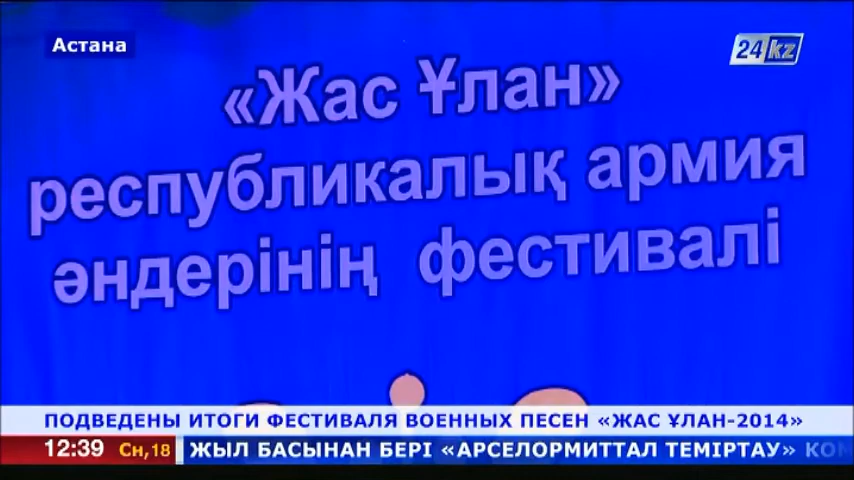 Астана
24kz
«Жас Ұлан»
республикалық армия
әндерінің фестивалі
ПОДВЕДЕНЫ ИТОГИ ФЕСТИВАЛЯ ВОЕННЫХ ПЕСЕН «ЖАС ҰЛАН-2014»
12:39 Сн,18 ЖЫЛ БАСЫНАН БЕРІ «АРСЕЛОРМИТТАЛ ТЕМІРТАУ» КОМ